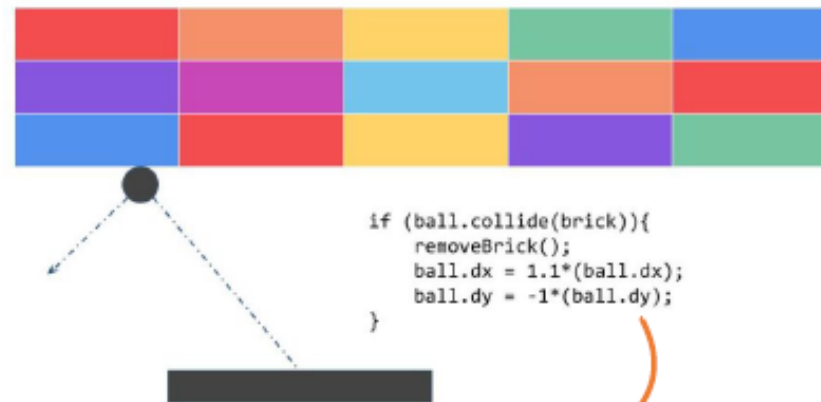 if (ball.collide(brick)){
    removeBrick();
    ball.dx = 1.1*(ball.dx);
    ball.dy = -1*(ball.dy);
}